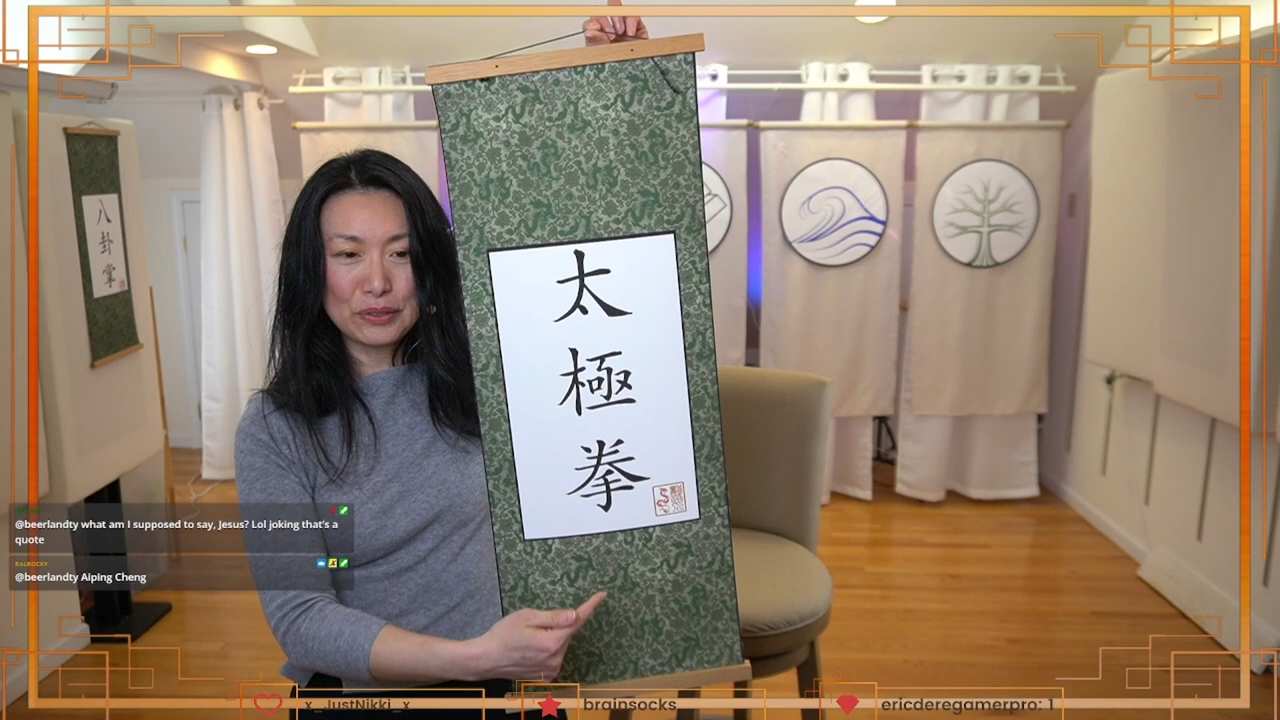 太
極
拳
八
卦
掌
@beerlandty what am I supposed to say, Jesus? Lol joking that's a
quote
RALROCKY
@beerlandty Aiping Cheng
x_JustNikki_x
brainsocks
ericderegamerpro: 1